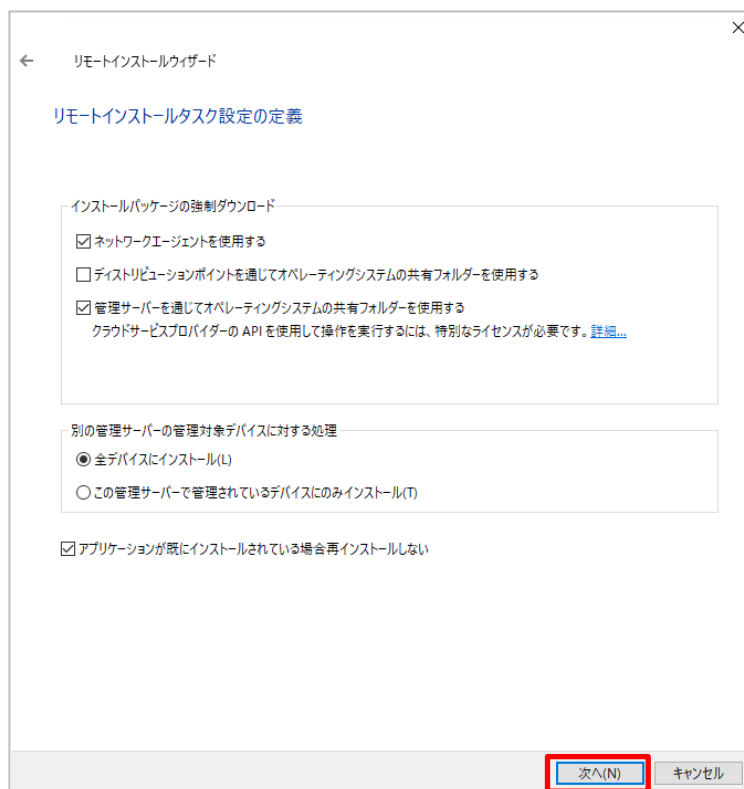 リモートインストールウィザード
リモートインストールタスク設定の定義
インストールパッケージの強制ダウンロード
ネットワークエージェントを使用する
ディストリビューションポイントを通じてオペレーティングシステムの共有フォルダーを使用する
管理サーバーを通じてオペレーティングシステムの共有フォルダーを使用する
クラウドサービスプロバイダーの API を使用して操作を実行するには、特別なライセンスが必要です。詳細...
別の管理サーバーの管理対象デバイスに対する処理
全デバイスにインストール(L)
この管理サーバーで管理されているデバイスにのみインストール(T)
アプリケーションが既にインストールされている場合再インストールしない
次へ(N) キャンセル